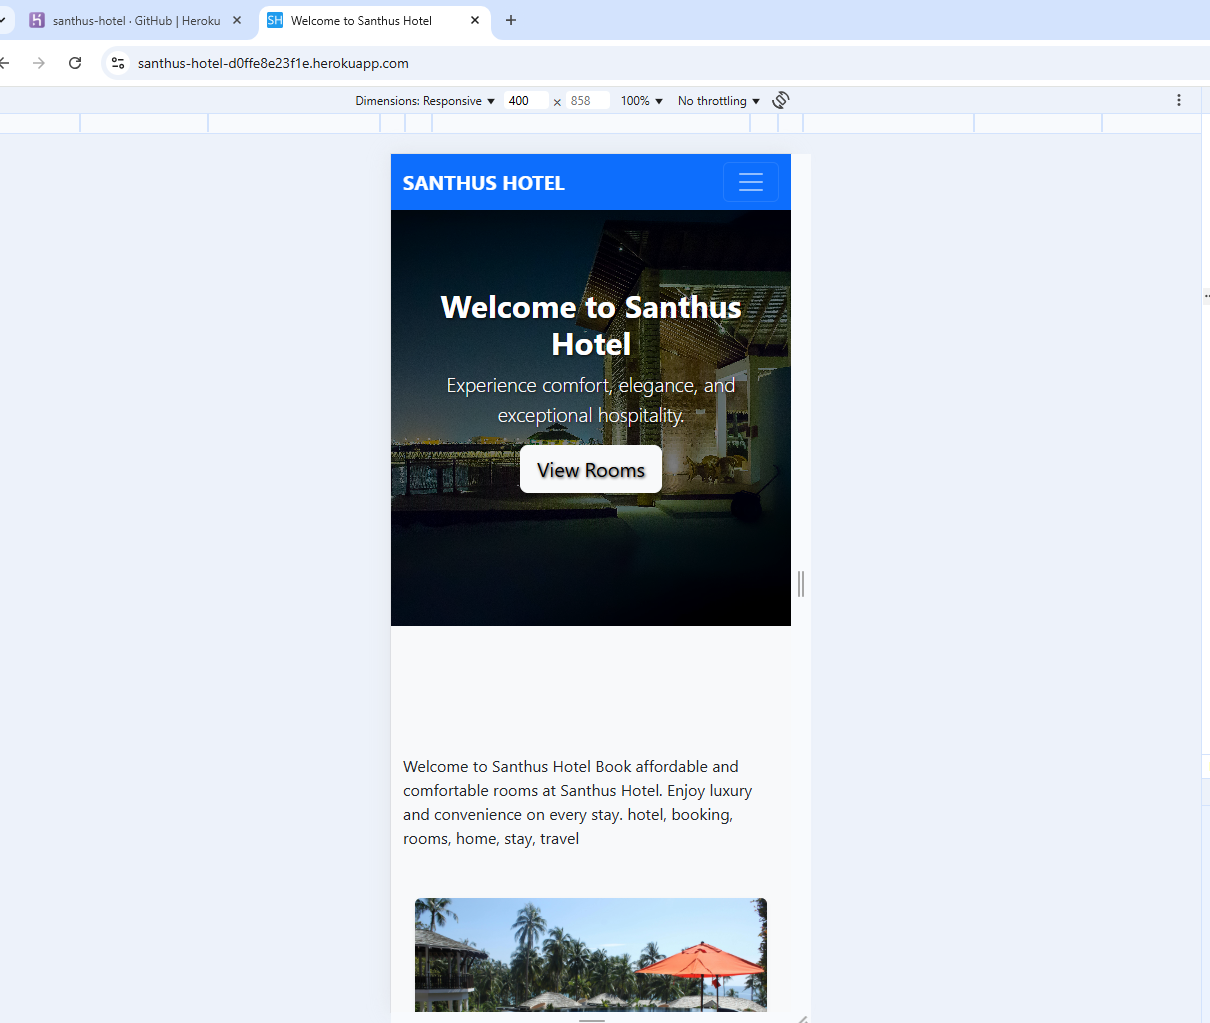 santhus-hotel · GitHub | Heroku
SH
Welcome to Santhus Hotel
santhus-hotel-d0ffe8e23f1e.herokuapp.com
Dimensions: Responsive 400 × 858 100% No throttling
SANTHUS HOTEL
Welcome to Santhus
Hotel
Experience comfort, elegance, and
exceptional hospitality.
View Rooms
Welcome to Santhus Hotel Book affordable and
comfortable rooms at Santhus Hotel. Enjoy luxury
and convenience on every stay. hotel, booking,
rooms, home, stay, travel